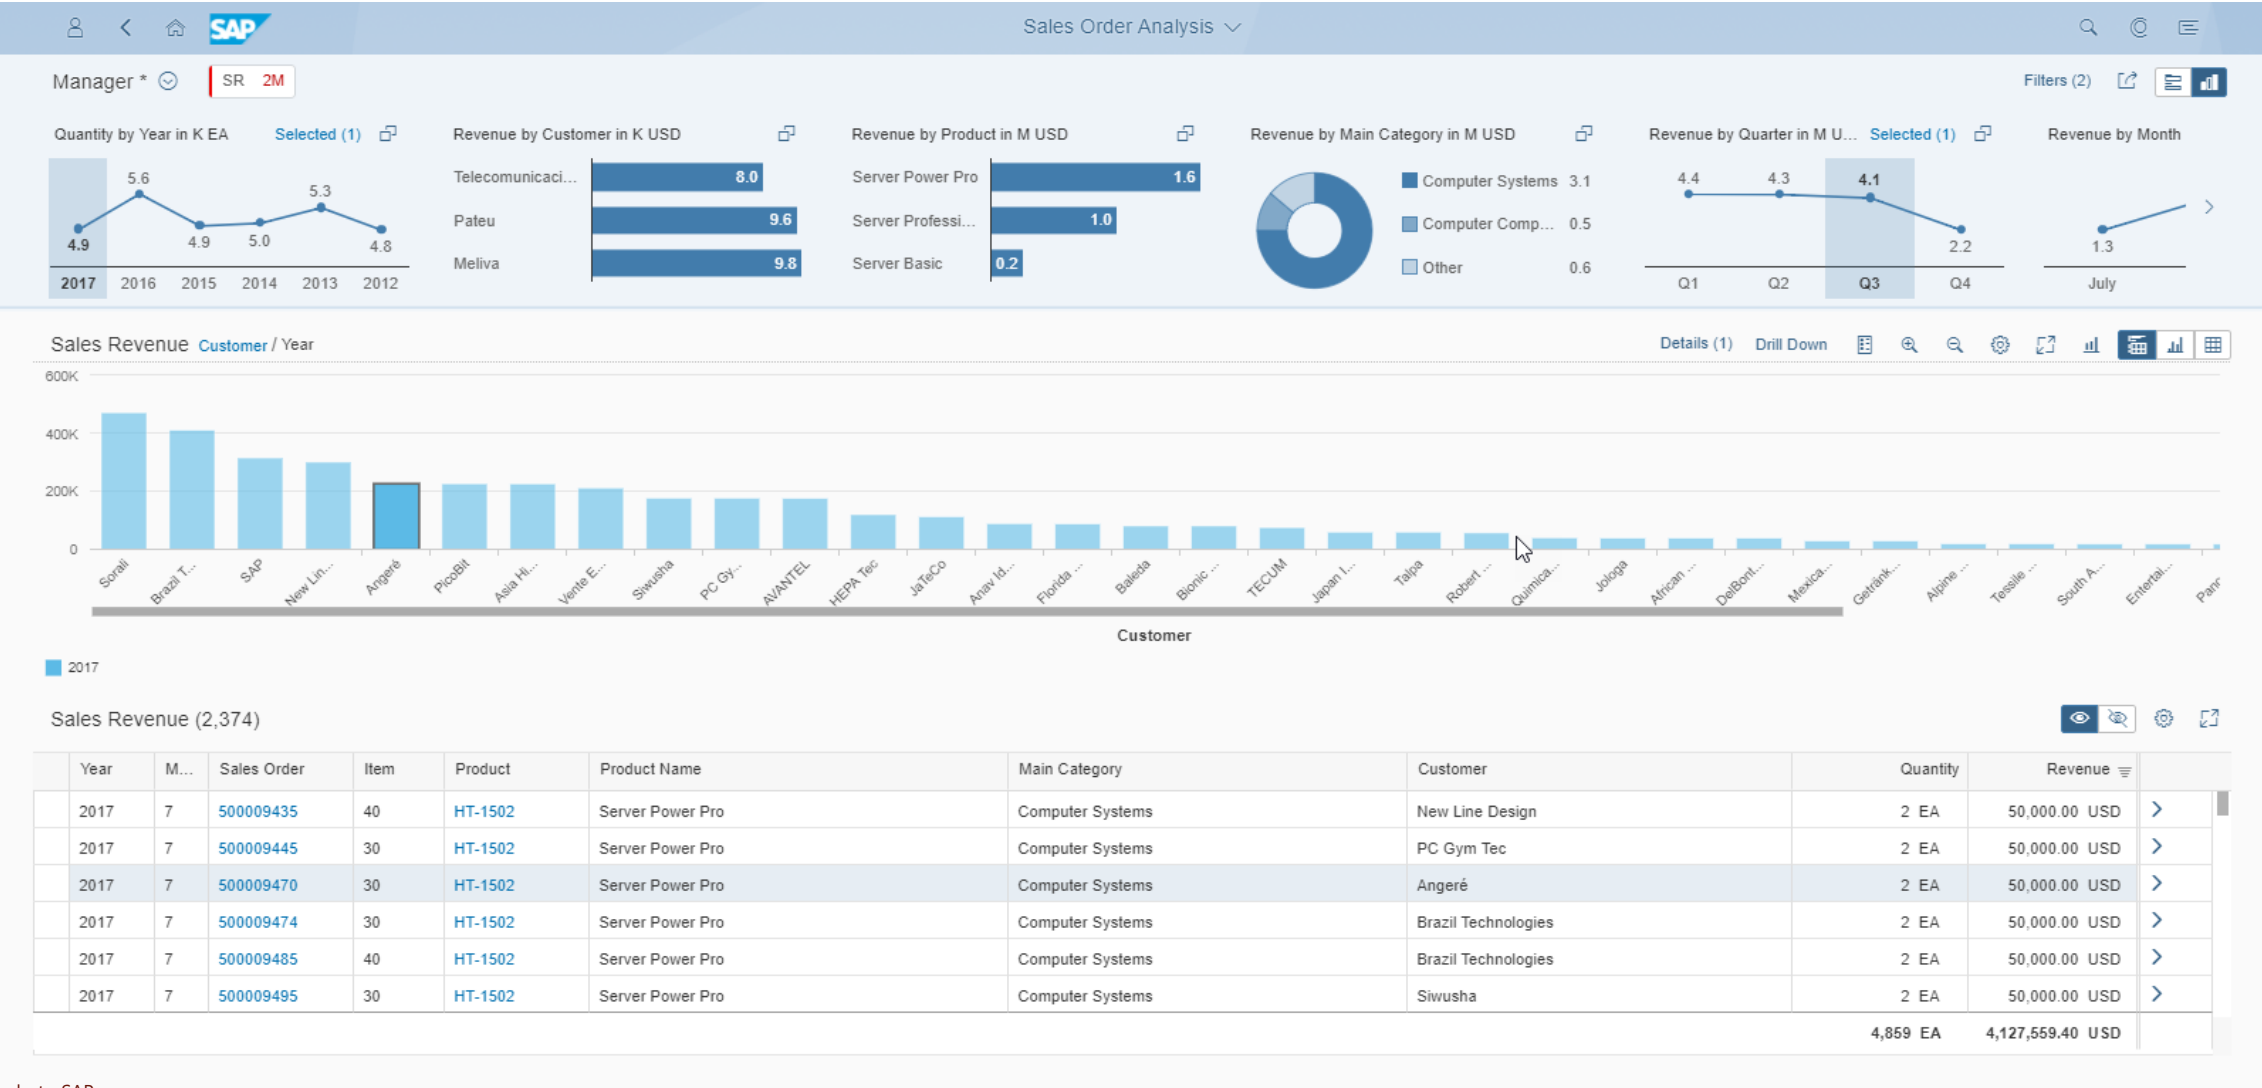 SAP
Sales Order Analysis
Manager *
SR 2M
Filters (2)
Quantity by Year in K EA Selected (1)
4.9 5.6 4.9 5.0 5.3 4.8
2017 2016 2015 2014 2013 2012
Revenue by Customer in K USD
Telecomunicaci... 8.0
Pateu 9.6
Meliva 9.8
Revenue by Product in M USD
Server Power Pro 1.6
Server Professi... 1.0
Server Basic 0.2
Revenue by Main Category in M USD
Computer Systems 3.1
Computer Comp... 0.5
Other 0.6
Revenue by Quarter in M U... Selected (1)
4.4 4.3 4.1 2.2
Q1 Q2 Q3 Q4
Revenue by Month
1.3
July
Sales Revenue Customer / Year
Details (1) Drill Down
600K
400K
200K
0
Sorali Brazil T... SAP New Lin... Angeré PicoBit Asia Hi... Vente E... Siwusha PC Gy... AVANTEL HEPA Tec JaTeCo Anav Id... Florida ... Baleda Bionic ... TECUM Japan I... Talpa Robert ... Quimica... Jologa African ... DelBont... Mexica... Getränk... Alpine ... Tessile ... South A... Entertai...
Customer
2017
Sales Revenue (2,374)
Year M... Sales Order Item Product Product Name Main Category Customer Quantity Revenue
2017 7 500009435 40 HT-1502 Server Power Pro Computer Systems New Line Design 2 EA 50,000.00 USD
2017 7 500009445 30 HT-1502 Server Power Pro Computer Systems PC Gym Tec 2 EA 50,000.00 USD
2017 7 500009470 30 HT-1502 Server Power Pro Computer Systems Angeré 2 EA 50,000.00 USD
2017 7 500009474 30 HT-1502 Server Power Pro Computer Systems Brazil Technologies 2 EA 50,000.00 USD
2017 7 500009485 40 HT-1502 Server Power Pro Computer Systems Brazil Technologies 2 EA 50,000.00 USD
2017 7 500009495 30 HT-1502 Server Power Pro Computer Systems Siwusha 2 EA 50,000.00 USD
4,859 EA 4,127,559.40 USD